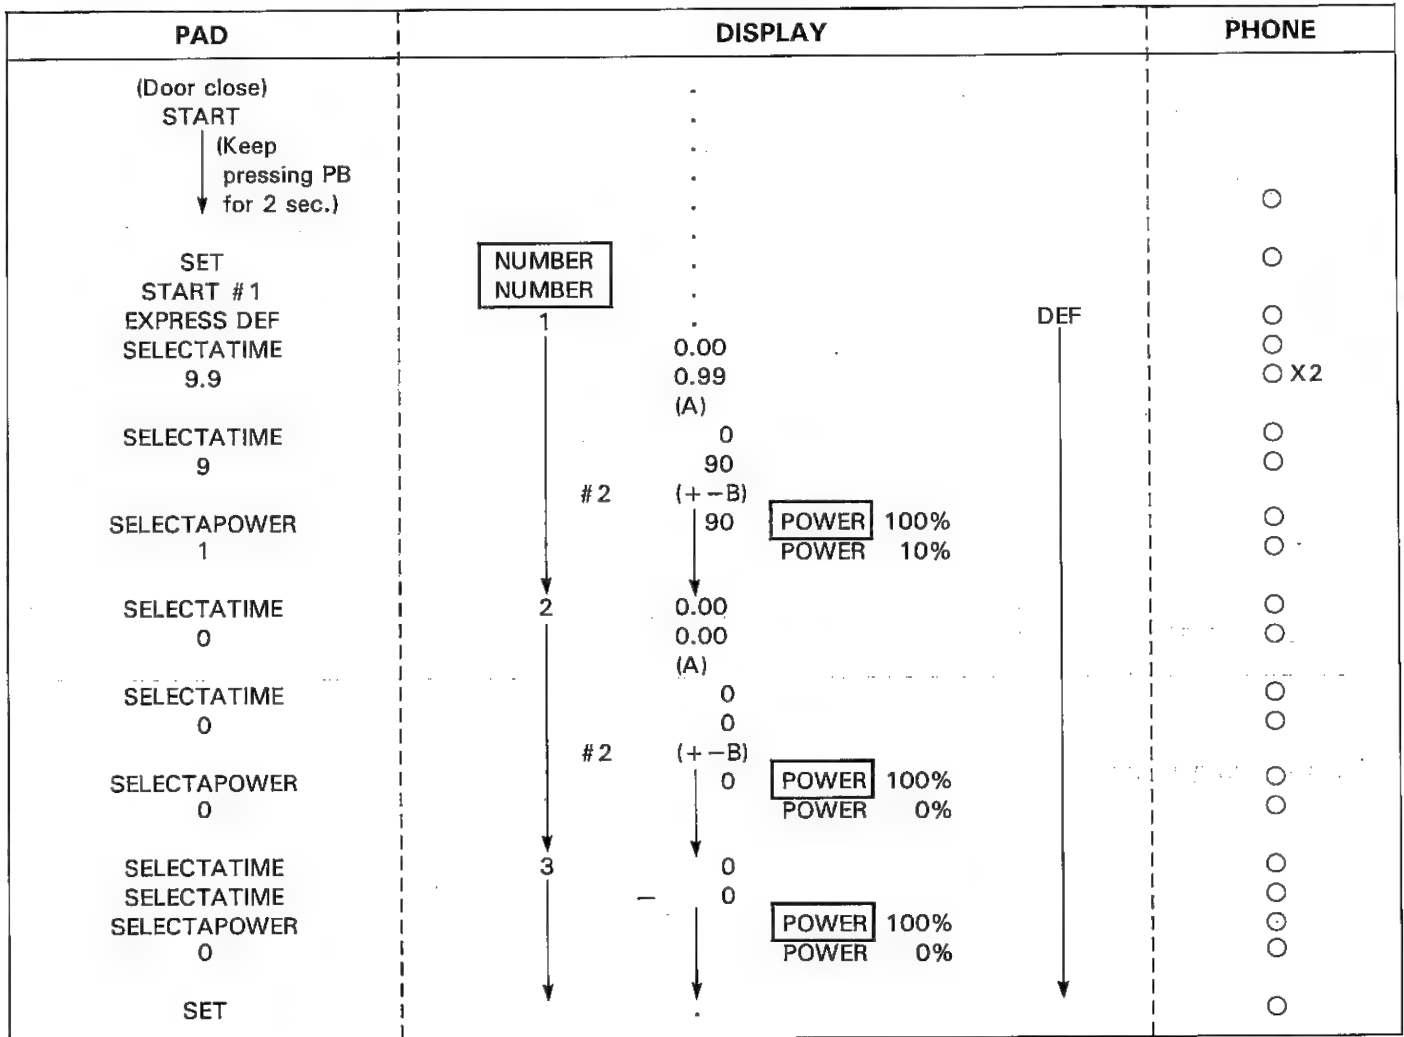 PAD DISPLAY PHONE
(Door close) .
START .
(Keep .
pressing PB .
for 2 sec.) . ○
.
SET NUMBER . ○
START #1 NUMBER .
EXPRESS DEF 1 . DEF ○
SELECTATIME 0.00 ○
9.9 0.99 ○ X2
(A)
SELECTATIME 0 ○
9 90 ○
#2 (+−B)
SELECTAPOWER 90 POWER 100% ○
1 POWER 10% ○
SELECTATIME 2 0.00 ○
0 0.00 ○
(A)
SELECTATIME 0 ○
0 0 ○
#2 (+−B)
SELECTAPOWER 0 POWER 100% ○
0 POWER 0% ○
SELECTATIME 3 0 ○
SELECTATIME − 0 ○
SELECTAPOWER POWER 100% ○
0 POWER 0% ○
SET . ○